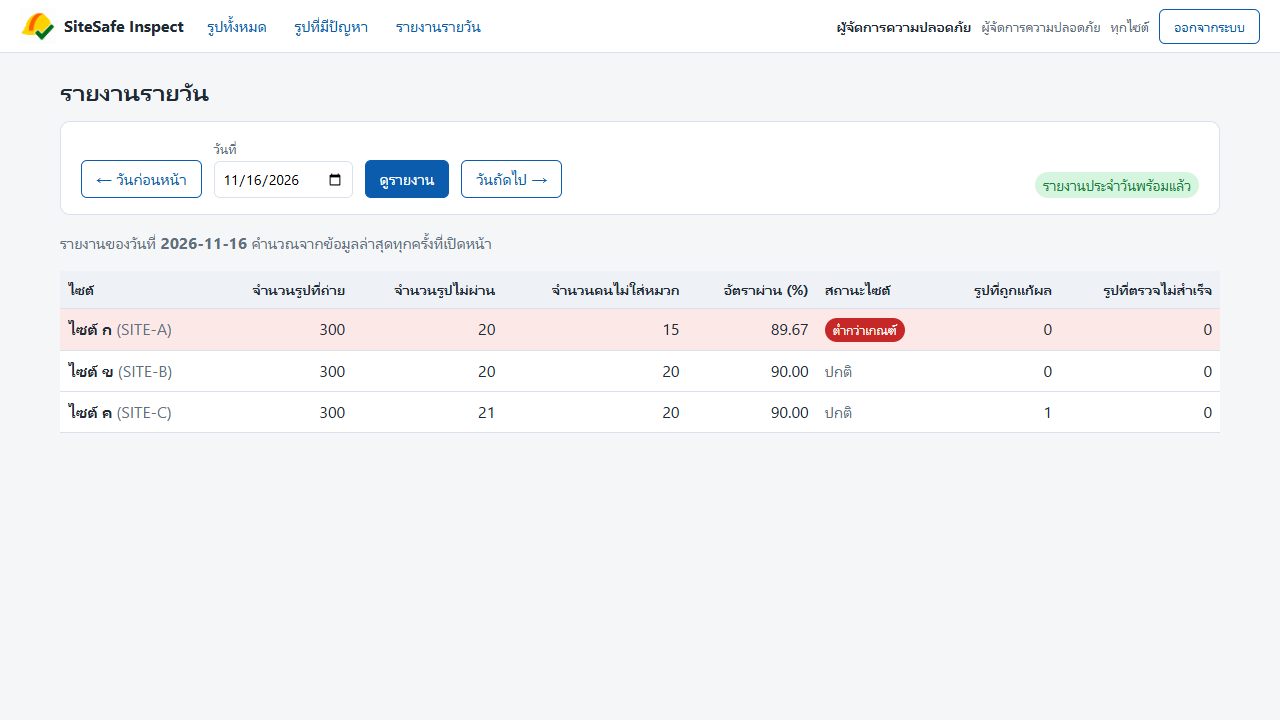 SiteSafe Inspect รูปทั้งหมด รูปที่มีปัญหา รายงานรายวัน ผู้จัดการความปลอดภัย ผู้จัดการความปลอดภัย ทุกไซต์ ออกจากระบบ
รายงานรายวัน
วันที่
← วันก่อนหน้า 11/16/2026 ดูรายงาน วันถัดไป → รายงานประจำวันพร้อมแล้ว
รายงานของวันที่ 2026-11-16 คำนวณจากข้อมูลล่าสุดทุกครั้งที่เปิดหน้า
ไซต์ จำนวนรูปที่ถ่าย จำนวนรูปไม่ผ่าน จำนวนคนไม่ใส่หมวก อัตราผ่าน (%) สถานะไซต์ รูปที่ถูกแก้ผล รูปที่ตรวจไม่สำเร็จ
ไซต์ ก (SITE-A) 300 20 15 89.67 ต่ำกว่าเกณฑ์ 0 0
ไซต์ ข (SITE-B) 300 20 20 90.00 ปกติ 0 0
ไซต์ ค (SITE-C) 300 21 20 90.00 ปกติ 1 0